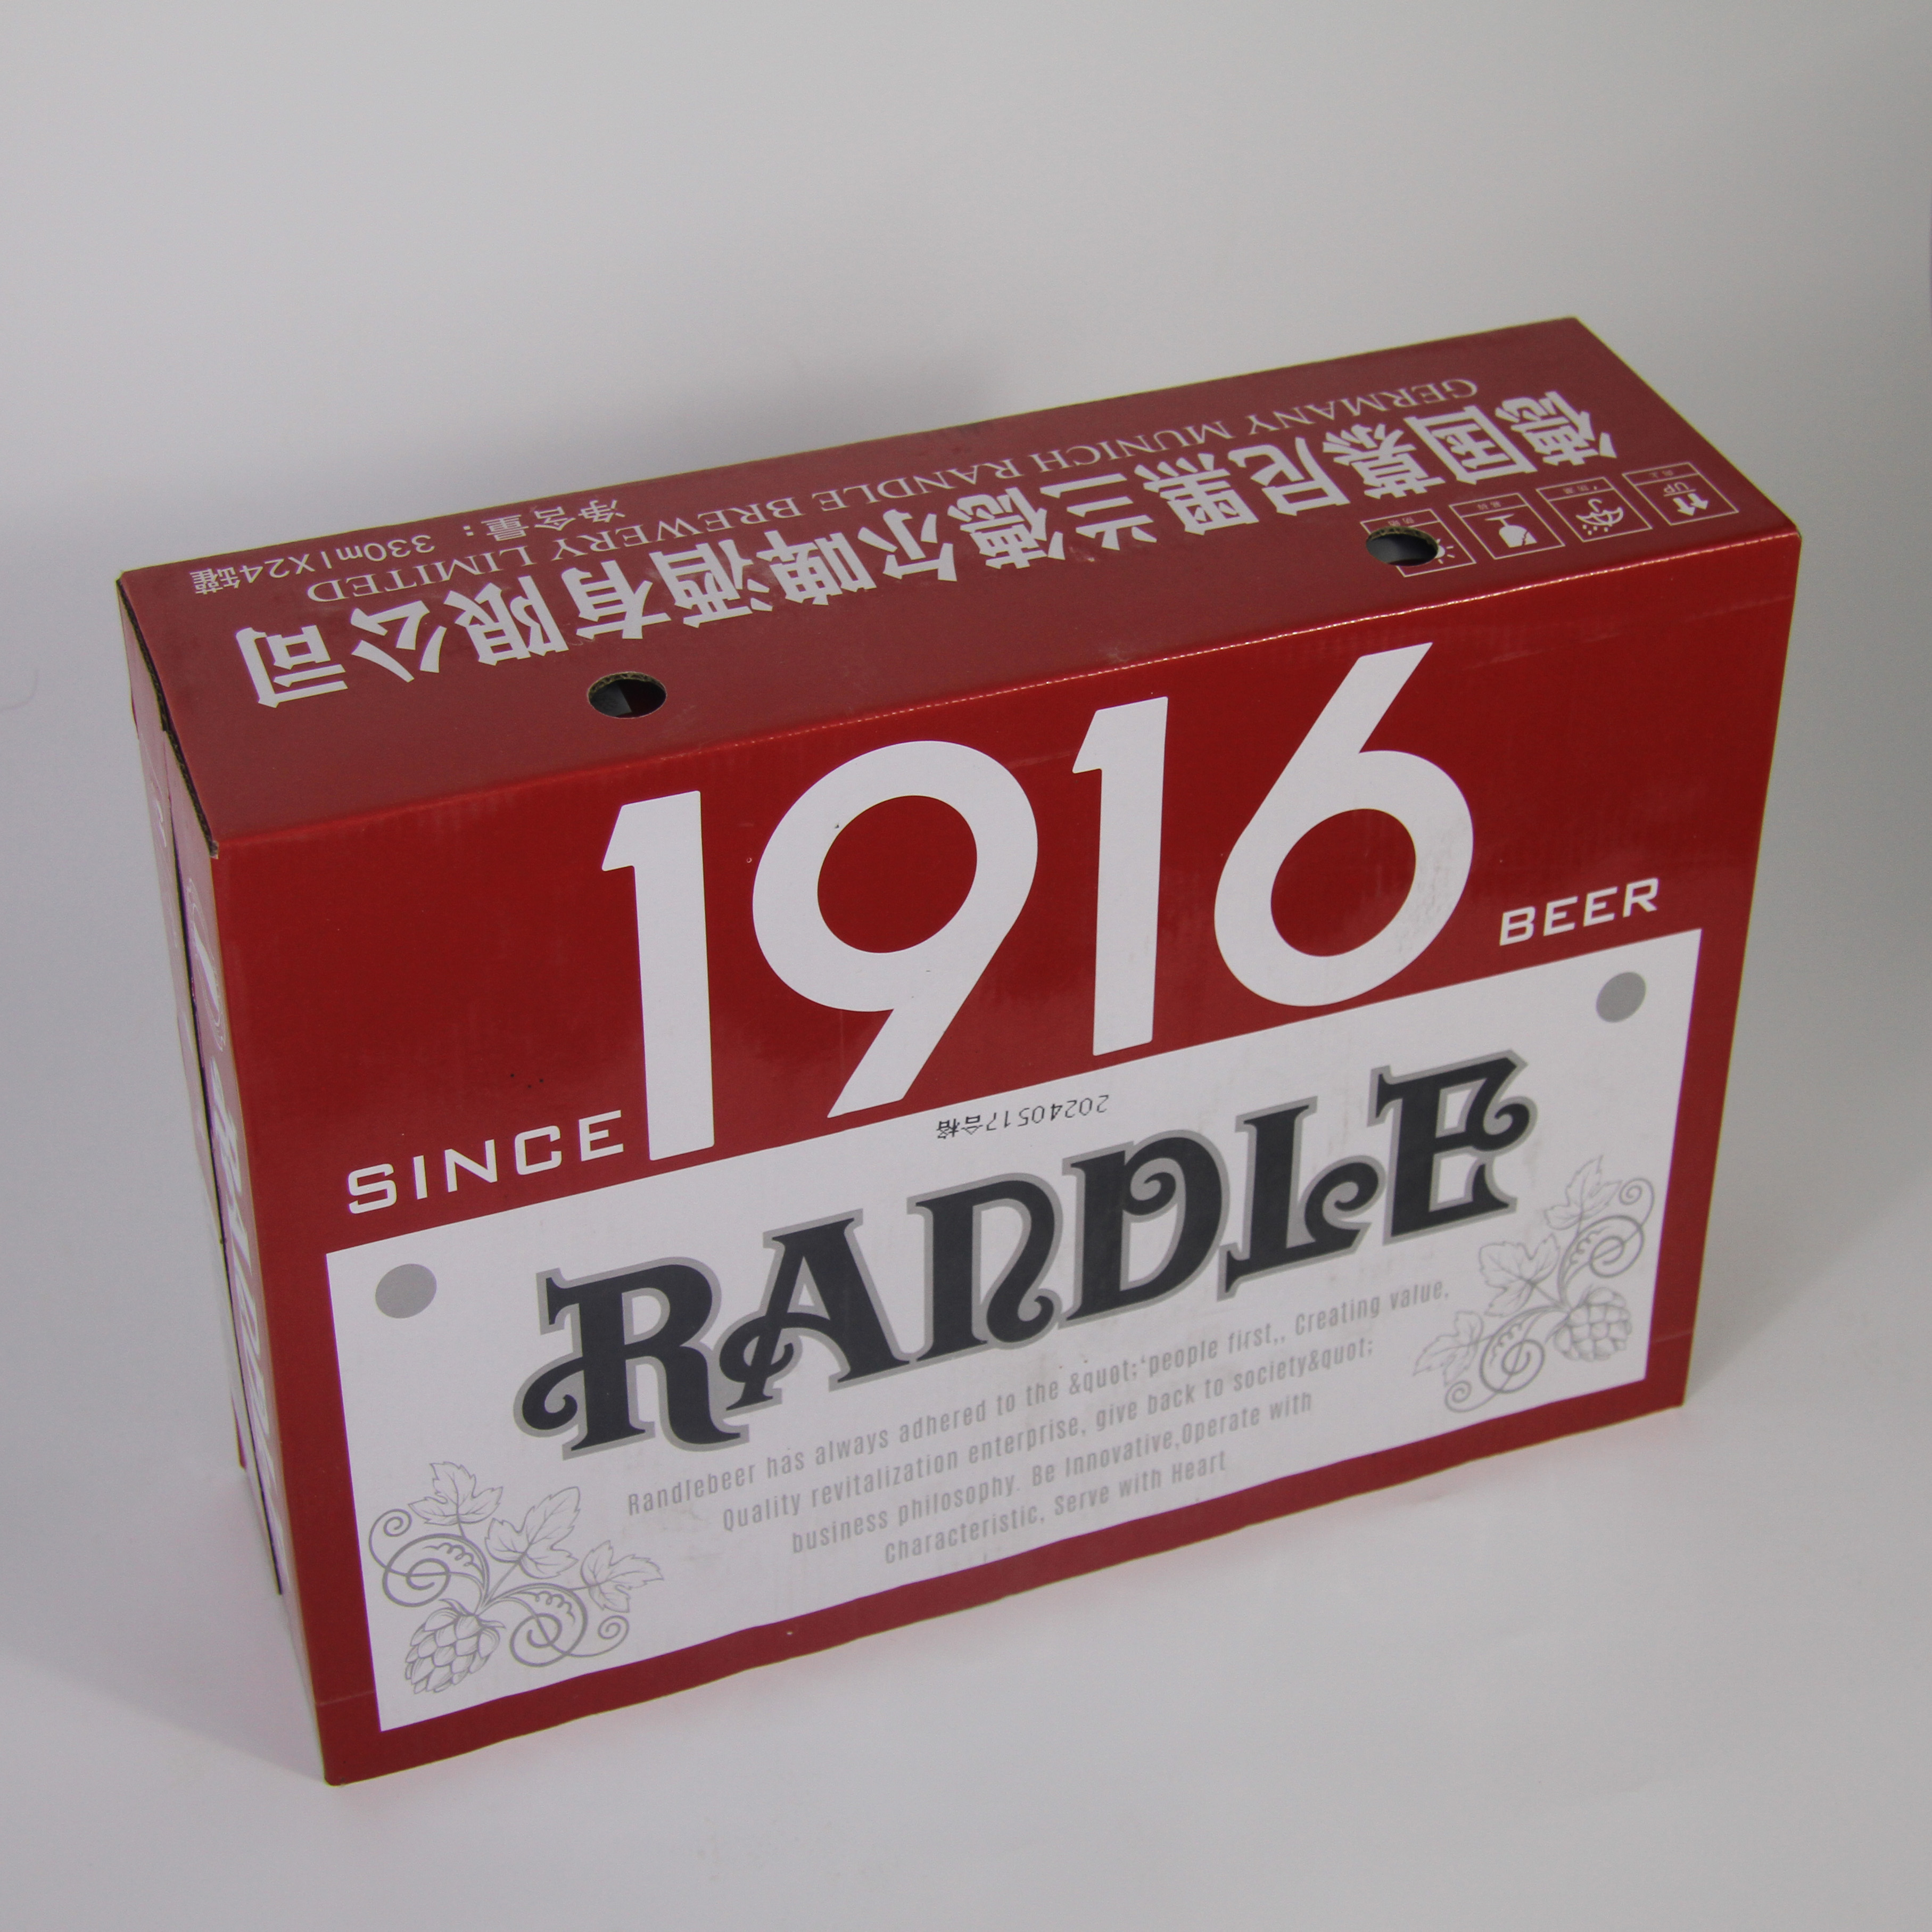 德国慕尼黑兰德尔啤酒有限公司
GERMANY MUNICH RANDLE BREWERY LIMITED
净含量：330ml X24罐
UP
SINCE 1916 BEER
20240517合格
RANDLE
Randlebeer has always adhered to the &quot;'people first,, Creating value,
Quality revitalization enterprise, give back to society&quot;
business philosophy. Be Innovative,Operate with
Characteristic, Serve with Heart